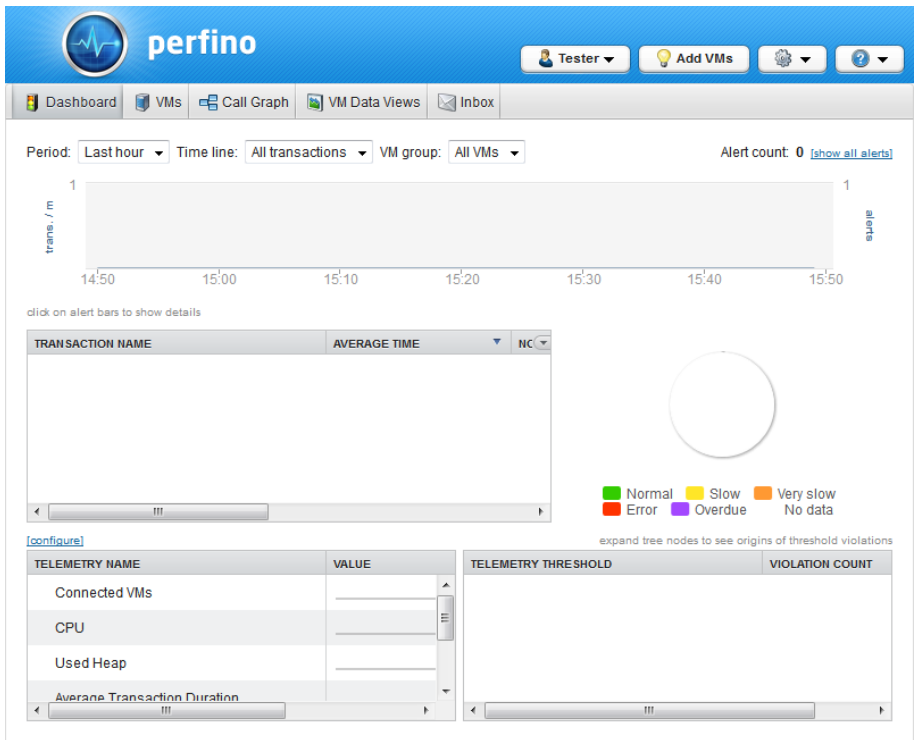 perfino
Tester Add VMs
Dashboard VMs Call Graph VM Data Views Inbox
Period: Last hour Time line: All transactions VM group: All VMs Alert count: 0 [show all alerts]
1 1
trans. / m
alerts
14:50 15:00 15:10 15:20 15:30 15:40 15:50
click on alert bars to show details
TRANSACTION NAME AVERAGE TIME
Normal Slow Very slow
Error Overdue No data
[configure] expand tree nodes to see origins of threshold violations
TELEMETRY NAME VALUE TELEMETRY THRESHOLD VIOLATION COUNT
Connected VMs
CPU
Used Heap
Average Transaction Duration